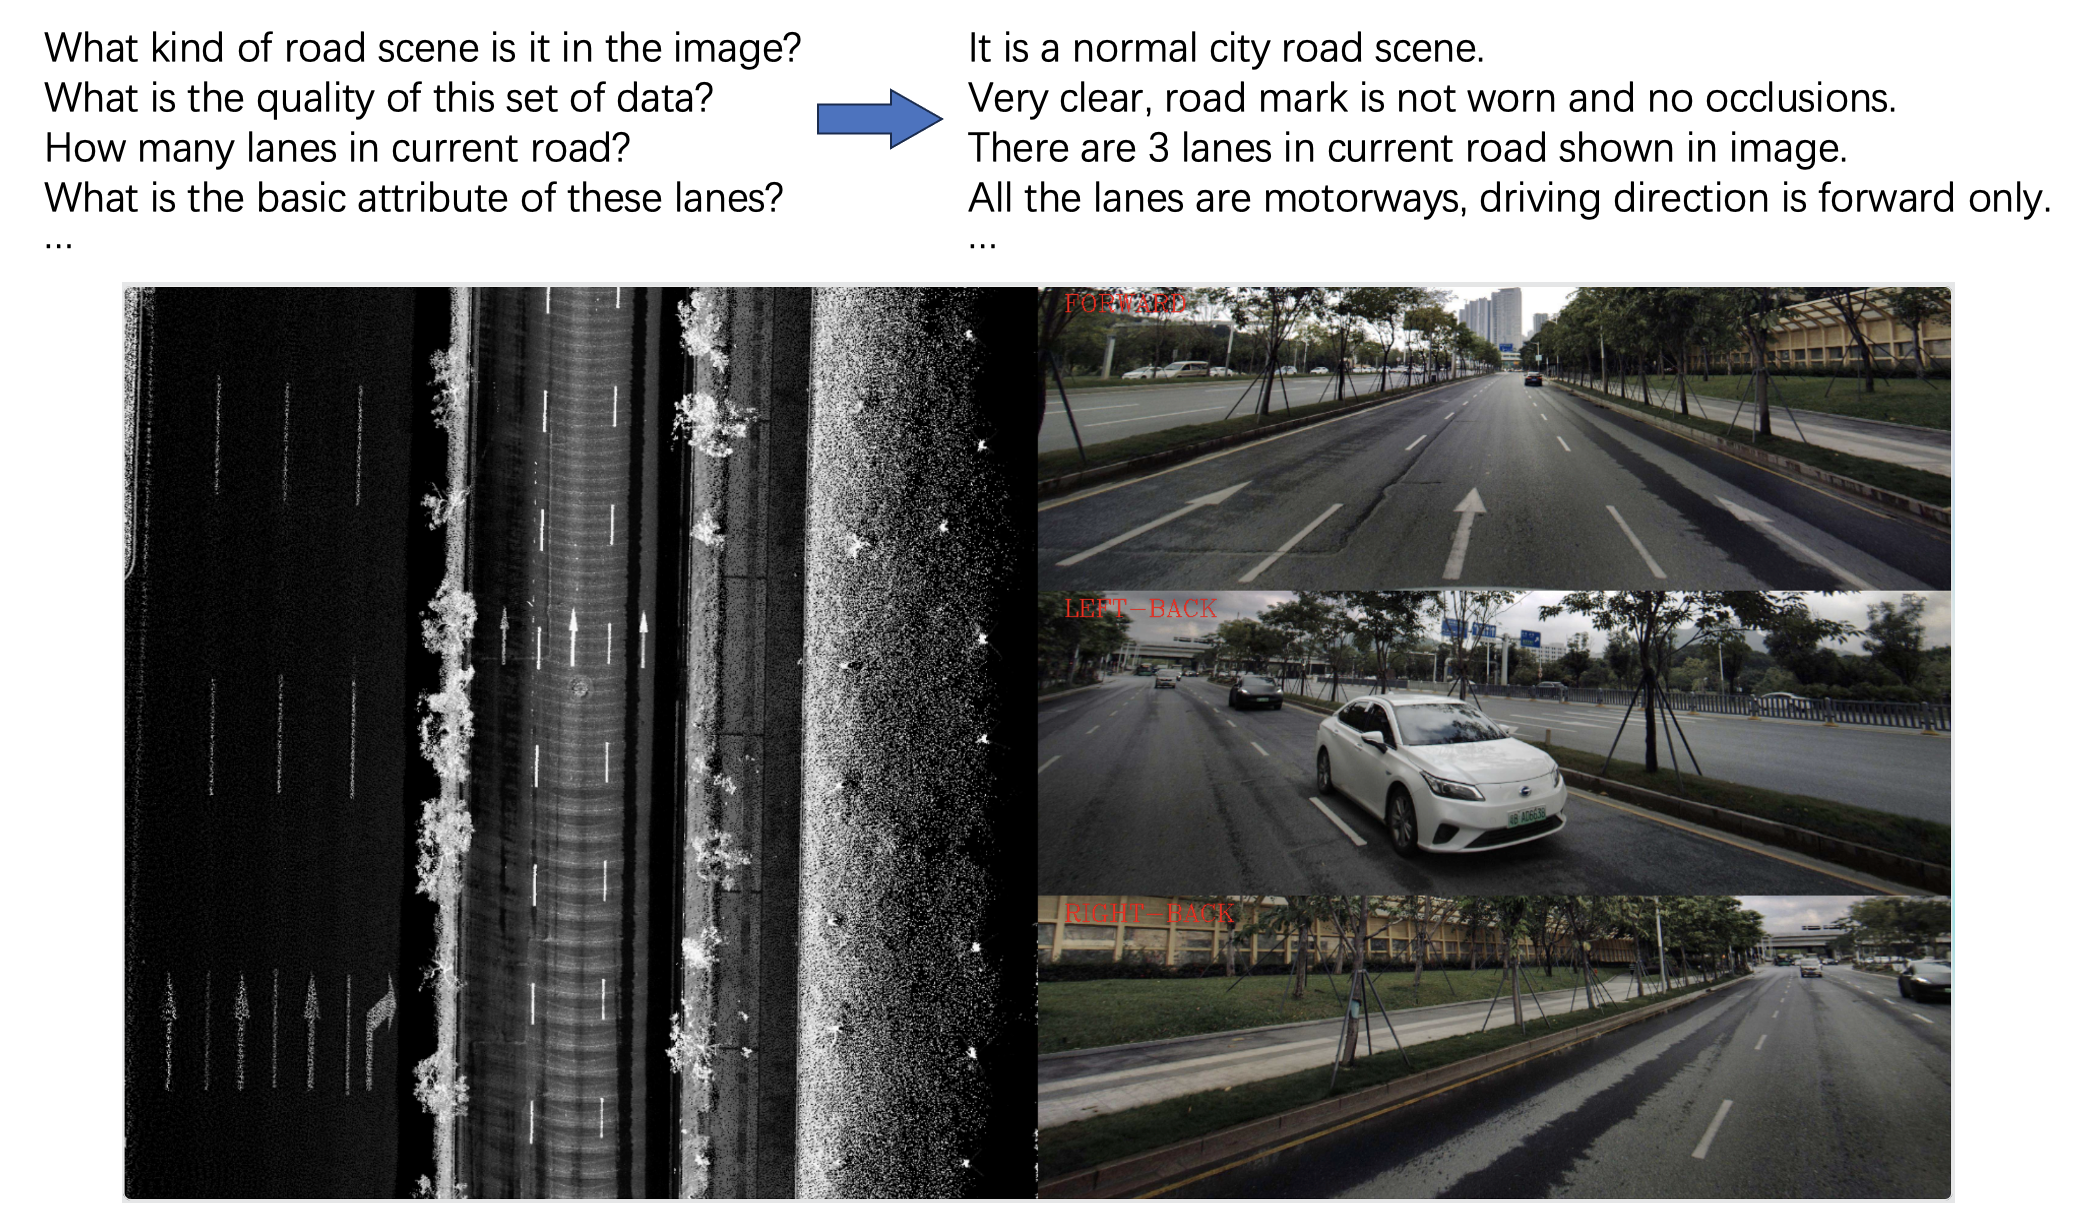 What kind of road scene is it in the image?
What is the quality of this set of data?
How many lanes in current road?
What is the basic attribute of these lanes?
...
It is a normal city road scene.
Very clear, road mark is not worn and no occlusions.
There are 3 lanes in current road shown in image.
All the lanes are motorways, driving direction is forward only.
...
FORWARD
LEFT-BACK
RIGHT-BACK